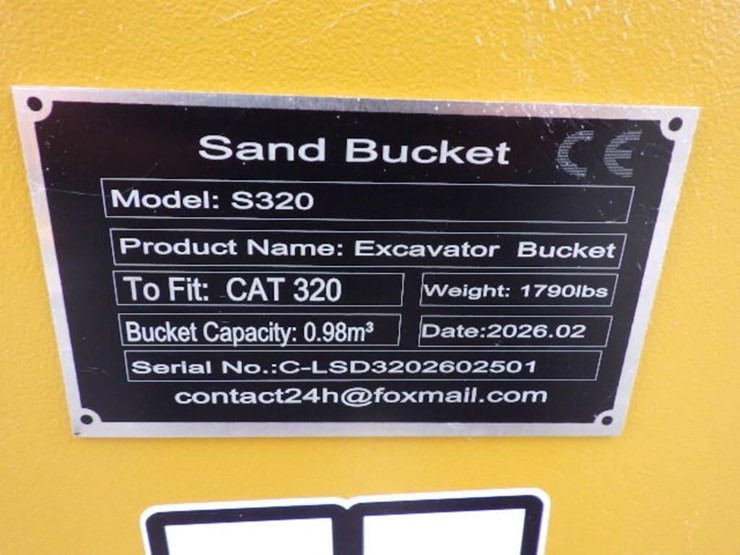 Sand Bucket CE
Model: S320
Product Name: Excavator Bucket
To Fit: CAT 320 Weight: 1790lbs
Bucket Capacity: 0.98m³ Date:2026.02
Serial No.:C-LSD3202602501
contact24h@foxmail.com